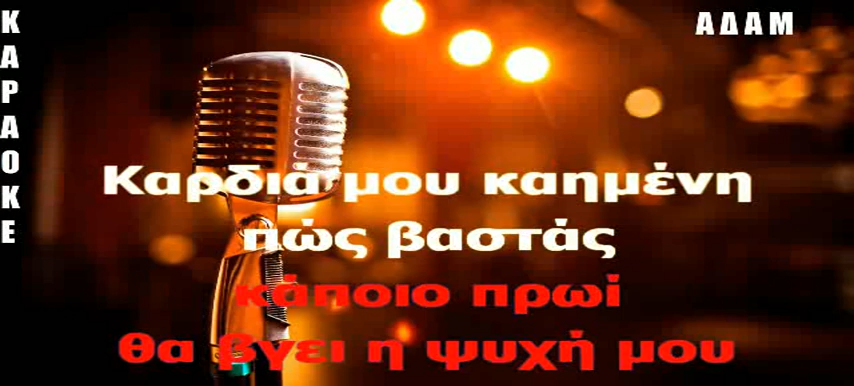 ΚΑΡΑΟΚΕ
ΑΔΑΜ
Καρδιά μου καημένη
πώς βαστάς
κάποιο πρωί
θα βγει η ψυχή μου